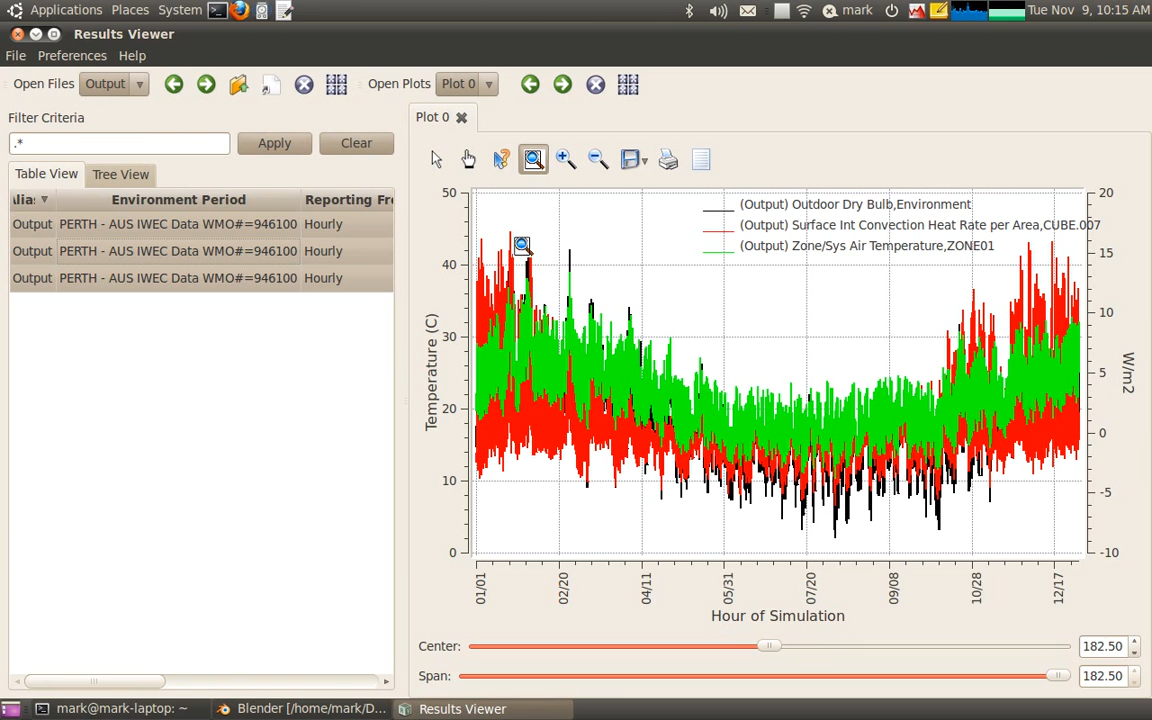 Applications Places System mark Tue Nov 9, 10:15 AM
Results Viewer
File Preferences Help
Open Files Output Open Plots Plot 0
Filter Criteria
.* Apply Clear
Table View Tree View
lia: Environment Period Reporting Fr
Output PERTH - AUS IWEC Data WMO#=946100 Hourly
Output PERTH - AUS IWEC Data WMO#=946100 Hourly
Output PERTH - AUS IWEC Data WMO#=946100 Hourly
Plot 0
(Output) Outdoor Dry Bulb,Environment
(Output) Surface Int Convection Heat Rate per Area,CUBE.007
(Output) Zone/Sys Air Temperature,ZONE01
Temperature (C)
50
40
30
20
10
0
W/m2
20
15
10
5
0
-5
-10
01/01 02/20 04/11 05/31 07/20 09/08 10/28 12/17
Hour of Simulation
Center: 182.50
Span: 182.50
mark@mark-laptop: ~ Blender [/home/mark/D... Results Viewer